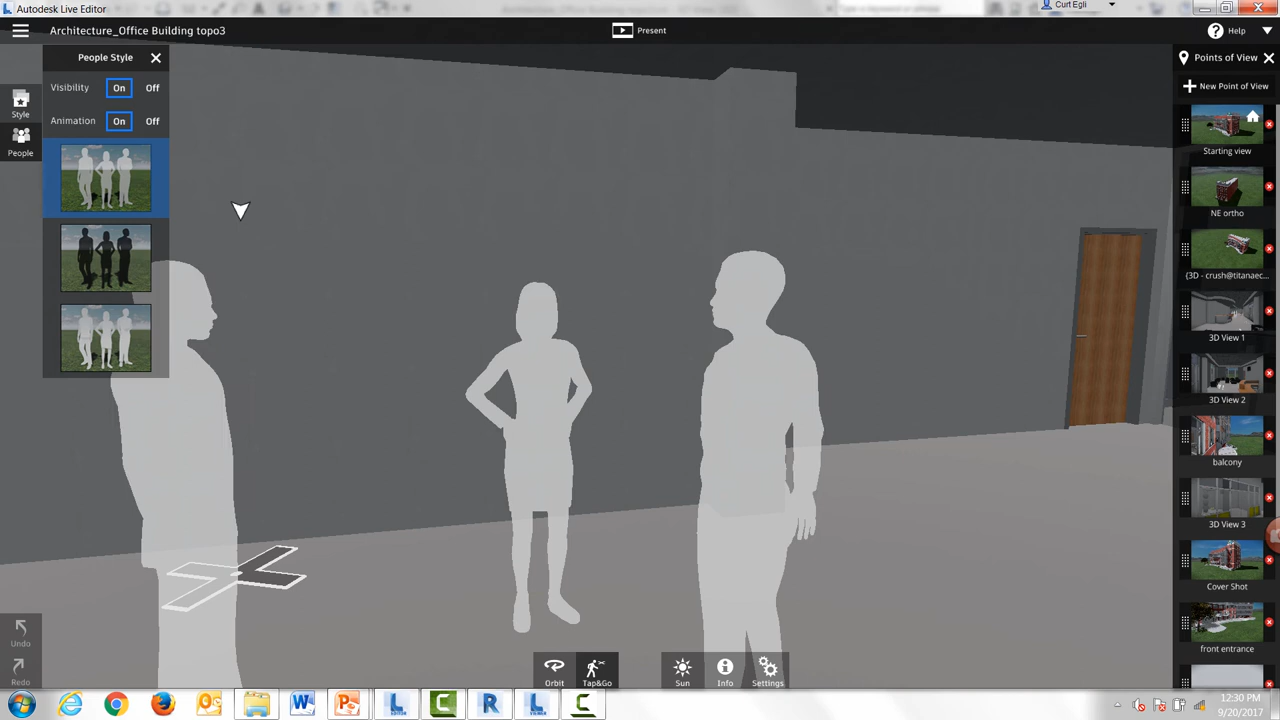 Autodesk Live Editor
Curt Egli
Architecture_Office Building topo3
Present
Help
People Style
Visibility
On
Off
Animation
On
Off
Style
People
Points of View
New Point of View
Starting view
NE ortho
{3D - crush@titanaec...
3D View 1
3D View 2
balcony
3D View 3
Cover Shot
front entrance
Undo
Redo
Orbit
Tap&Go
Sun
Info
Settings
12:30 PM
9/20/2017